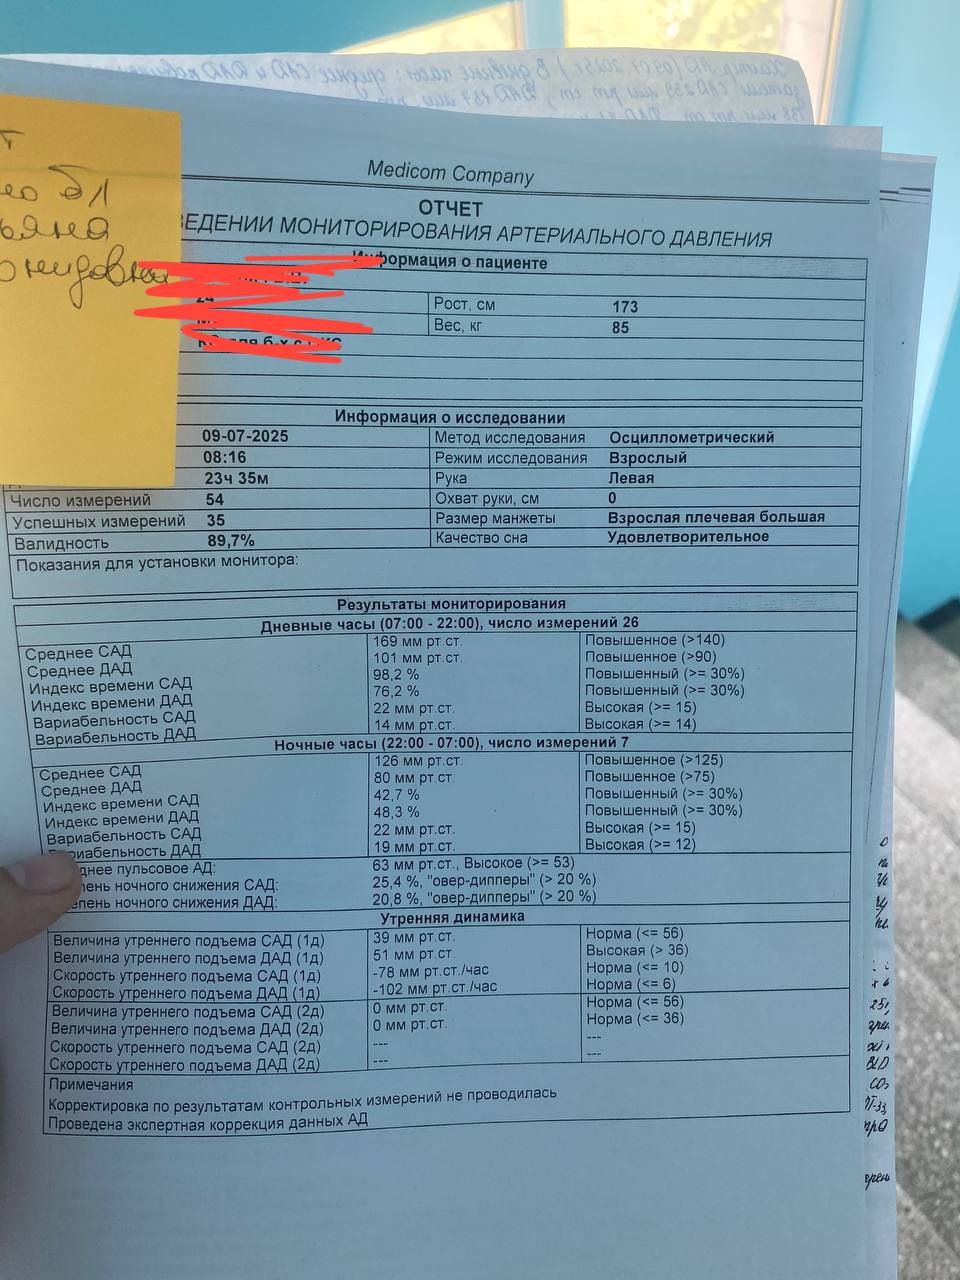 Medicom Company
ОТЧЕТ
ВЕДЕНИИ МОНИТОРИРОВАНИЯ АРТЕРИАЛЬНОГО ДАВЛЕНИЯ
Информация о пациенте
24 Рост, см 173
Вес, кг 85
Информация о исследовании
09-07-2025 Метод исследования Осциллометрический
08:16 Режим исследования Взрослый
23ч 35м Рука Левая
Число измерений 54 Охват руки, см 0
Успешных измерений 35 Размер манжеты Взрослая плечевая большая
Валидность 89,7% Качество сна Удовлетворительное
Показания для установки монитора:
Результаты мониторирования
Дневные часы (07:00 - 22:00), число измерений 26
Среднее САД 169 мм рт.ст. Повышенное (>140)
Среднее ДАД 101 мм рт.ст. Повышенное (>90)
Индекс времени САД 98,2 % Повышенный (>= 30%)
Индекс времени ДАД 76,2 % Повышенный (>= 30%)
Вариабельность САД 22 мм рт.ст. Высокая (>= 15)
Вариабельность ДАД 14 мм рт.ст. Высокая (>= 14)
Ночные часы (22:00 - 07:00), число измерений 7
Среднее САД 126 мм рт.ст. Повышенное (>125)
Среднее ДАД 80 мм рт.ст. Повышенное (>75)
Индекс времени САД 42,7 % Повышенный (>= 30%)
Индекс времени ДАД 48,3 % Повышенный (>= 30%)
Вариабельность САД 22 мм рт.ст. Высокая (>= 15)
Вариабельность ДАД 19 мм рт.ст. Высокая (>= 12)
днее пульсовое АД: 63 мм рт.ст., Высокое (>= 53)
епень ночного снижения САД: 25,4 %, "овер-дипперы" (> 20 %)
епень ночного снижения ДАД: 20,8 %, "овер-дипперы" (> 20 %)
Утренняя динамика
Величина утреннего подъема САД (1д) 39 мм рт.ст. Норма (<= 56)
Величина утреннего подъема ДАД (1д) 51 мм рт.ст. Высокая (> 36)
Скорость утреннего подъема САД (1д) -78 мм рт.ст./час Норма (<= 10)
Скорость утреннего подъема ДАД (1д) -102 мм рт.ст./час Норма (<= 6)
Величина утреннего подъема САД (2д) 0 мм рт.ст. Норма (<= 56)
Величина утреннего подъема ДАД (2д) 0 мм рт.ст. Норма (<= 36)
Скорость утреннего подъема САД (2д) --- ---
Скорость утреннего подъема ДАД (2д) --- ---
Примечания
Корректировка по результатам контрольных измерений не проводилась
Проведена экспертная коррекция данных АД